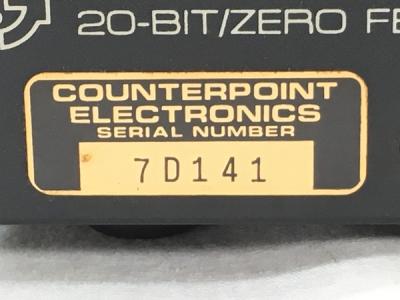 20-BIT/ZERO FE
COUNTERPOINT
ELECTRONICS
SERIAL NUMBER
7D141